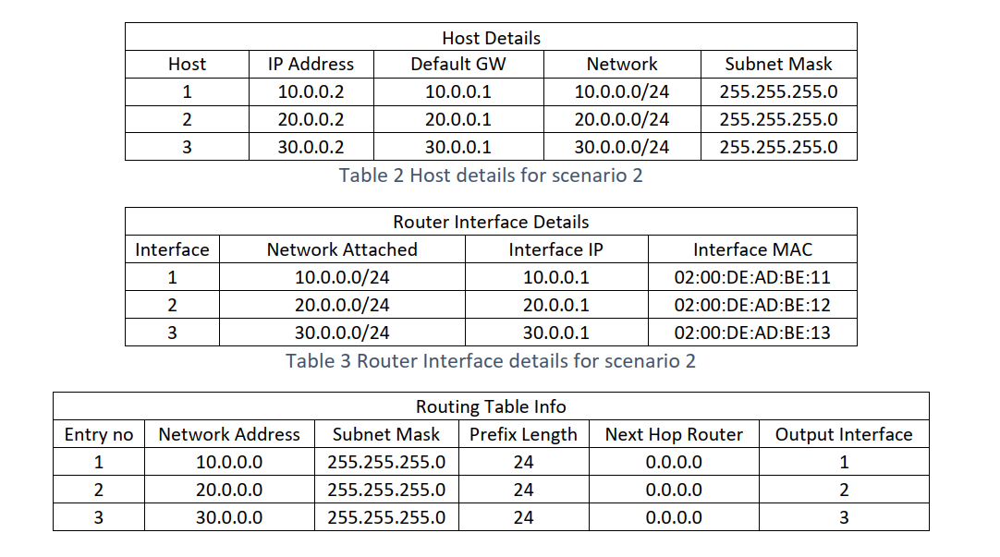 Host Details
Host IP Address Default GW Network Subnet Mask
1 10.0.0.2 10.0.0.1 10.0.0.0/24 255.255.255.0
2 20.0.0.2 20.0.0.1 20.0.0.0/24 255.255.255.0
3 30.0.0.2 30.0.0.1 30.0.0.0/24 255.255.255.0
Table 2 Host details for scenario 2
Router Interface Details
Interface Network Attached Interface IP Interface MAC
1 10.0.0.0/24 10.0.0.1 02:00:DE:AD:BE:11
2 20.0.0.0/24 20.0.0.1 02:00:DE:AD:BE:12
3 30.0.0.0/24 30.0.0.1 02:00:DE:AD:BE:13
Table 3 Router Interface details for scenario 2
Routing Table Info
Entry no Network Address Subnet Mask Prefix Length Next Hop Router Output Interface
1 10.0.0.0 255.255.255.0 24 0.0.0.0 1
2 20.0.0.0 255.255.255.0 24 0.0.0.0 2
3 30.0.0.0 255.255.255.0 24 0.0.0.0 3